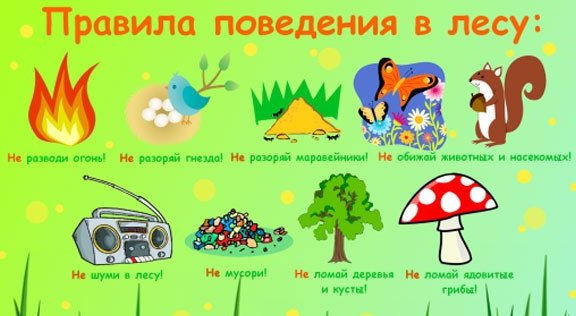 Правила поведения в лесу:
Не разводи огонь!
Не разоряй гнезда!
Не разоряй маравейники!
Не обижай животных и насекомых!
Не шуми в лесу!
Не мусори!
Не ломай деревья
и кусты!
Не ломай ядовитые
грибы!